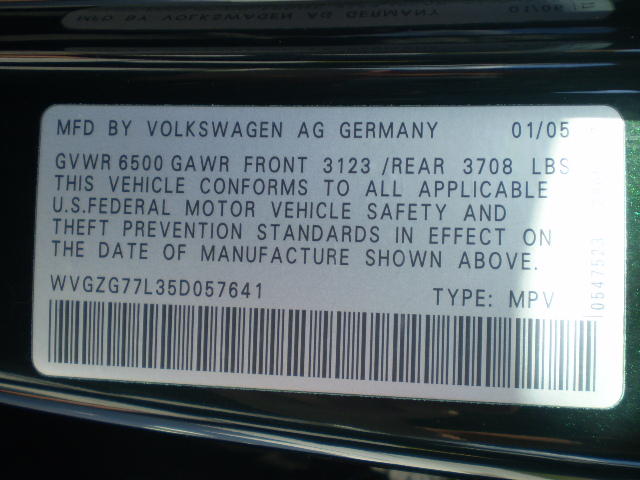 MFD BY VOLKSWAGEN AG GERMANY 01/05
GVWR 6500 GAWR FRONT 3123 /REAR 3708 LBS
THIS VEHICLE CONFORMS TO ALL APPLICABLE
U.S.FEDERAL MOTOR VEHICLE SAFETY AND
THEFT PREVENTION STANDARDS IN EFFECT ON
THE DATE OF MANUFACTURE SHOWN ABOVE.
WVGZG77L35D057641 TYPE: MPV
0547523